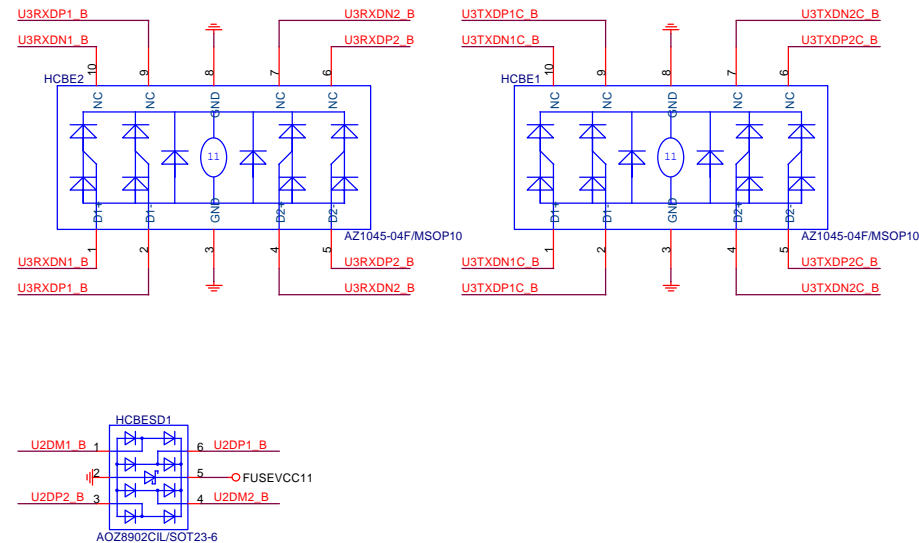 U3RXDP1_B
U3RXDN2_B
U3TXDP1C_B
U3TXDN2C_B
U3RXDN1_B
U3RXDP2_B
U3TXDN1C_B
U3TXDP2C_B
10 9 8 7 6
10 9 8 7 6
HCBE2
HCBE1
NC NC GND NC NC
NC NC GND NC NC
11
11
D1+ D1- GND D2+ D2-
D1+ D1- GND D2+ D2-
AZ1045-04F/MSOP10
AZ1045-04F/MSOP10
1 2 3 4 5
1 2 3 4 5
U3RXDN1_B
U3RXDP2_B
U3TXDN1C_B
U3TXDP2C_B
U3RXDP1_B
U3RXDN2_B
U3TXDP1C_B
U3TXDN2C_B
HCBESD1
U2DM1_B 1 6 U2DP1_B
2 5 FUSEVCC11
U2DP2_B 3 4 U2DM2_B
AOZ8902CIL/SOT23-6